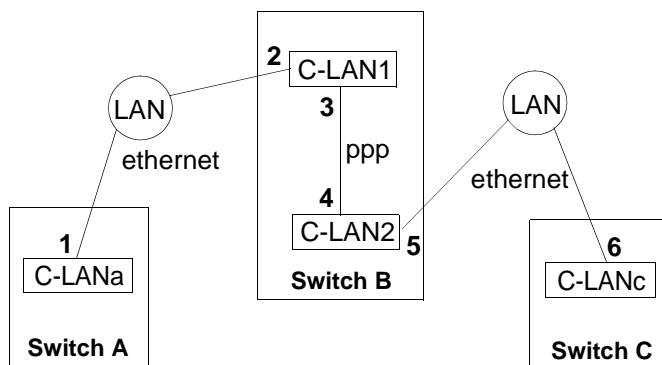 2
C-LAN1
LAN
LAN
3
ethernet
ppp
ethernet
4
1
C-LAN2
5
6
C-LANa
Switch B
C-LANc
Switch A
Switch C